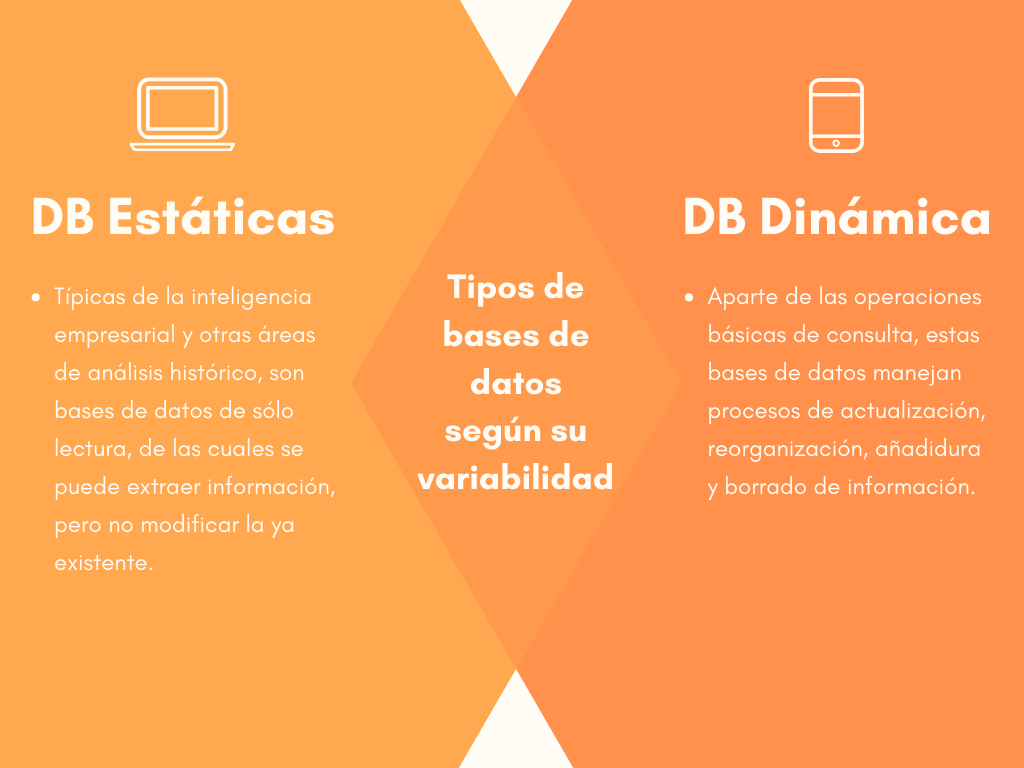 DB Estáticas
• Típicas de la inteligencia
empresarial y otras áreas
de análisis histórico, son
bases de datos de sólo
lectura, de las cuales se
puede extraer información,
pero no modificar la ya
existente.
Tipos de
bases de
datos
según su
variabilidad
DB Dinámica
• Aparte de las operaciones
básicas de consulta, estas
bases de datos manejan
procesos de actualización,
reorganización, añadidura
y borrado de información.